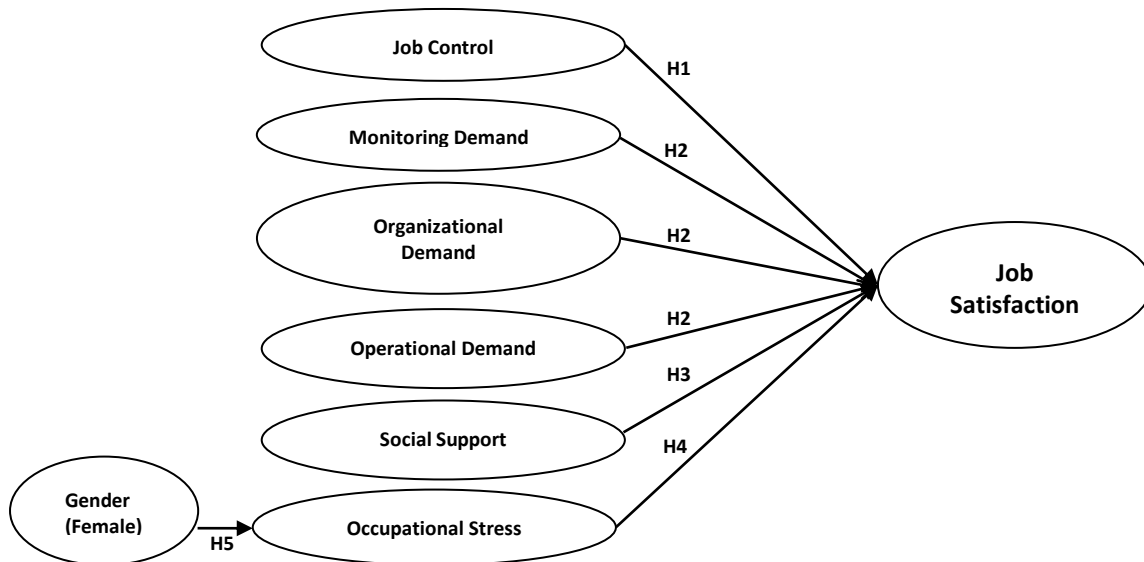 Job Control
H1
Monitoring Demand
H2
Organizational
Demand
H2
Job
Satisfaction
Operational Demand
H2
H3
Social Support
H4
Gender
(Female)
H5
Occupational Stress